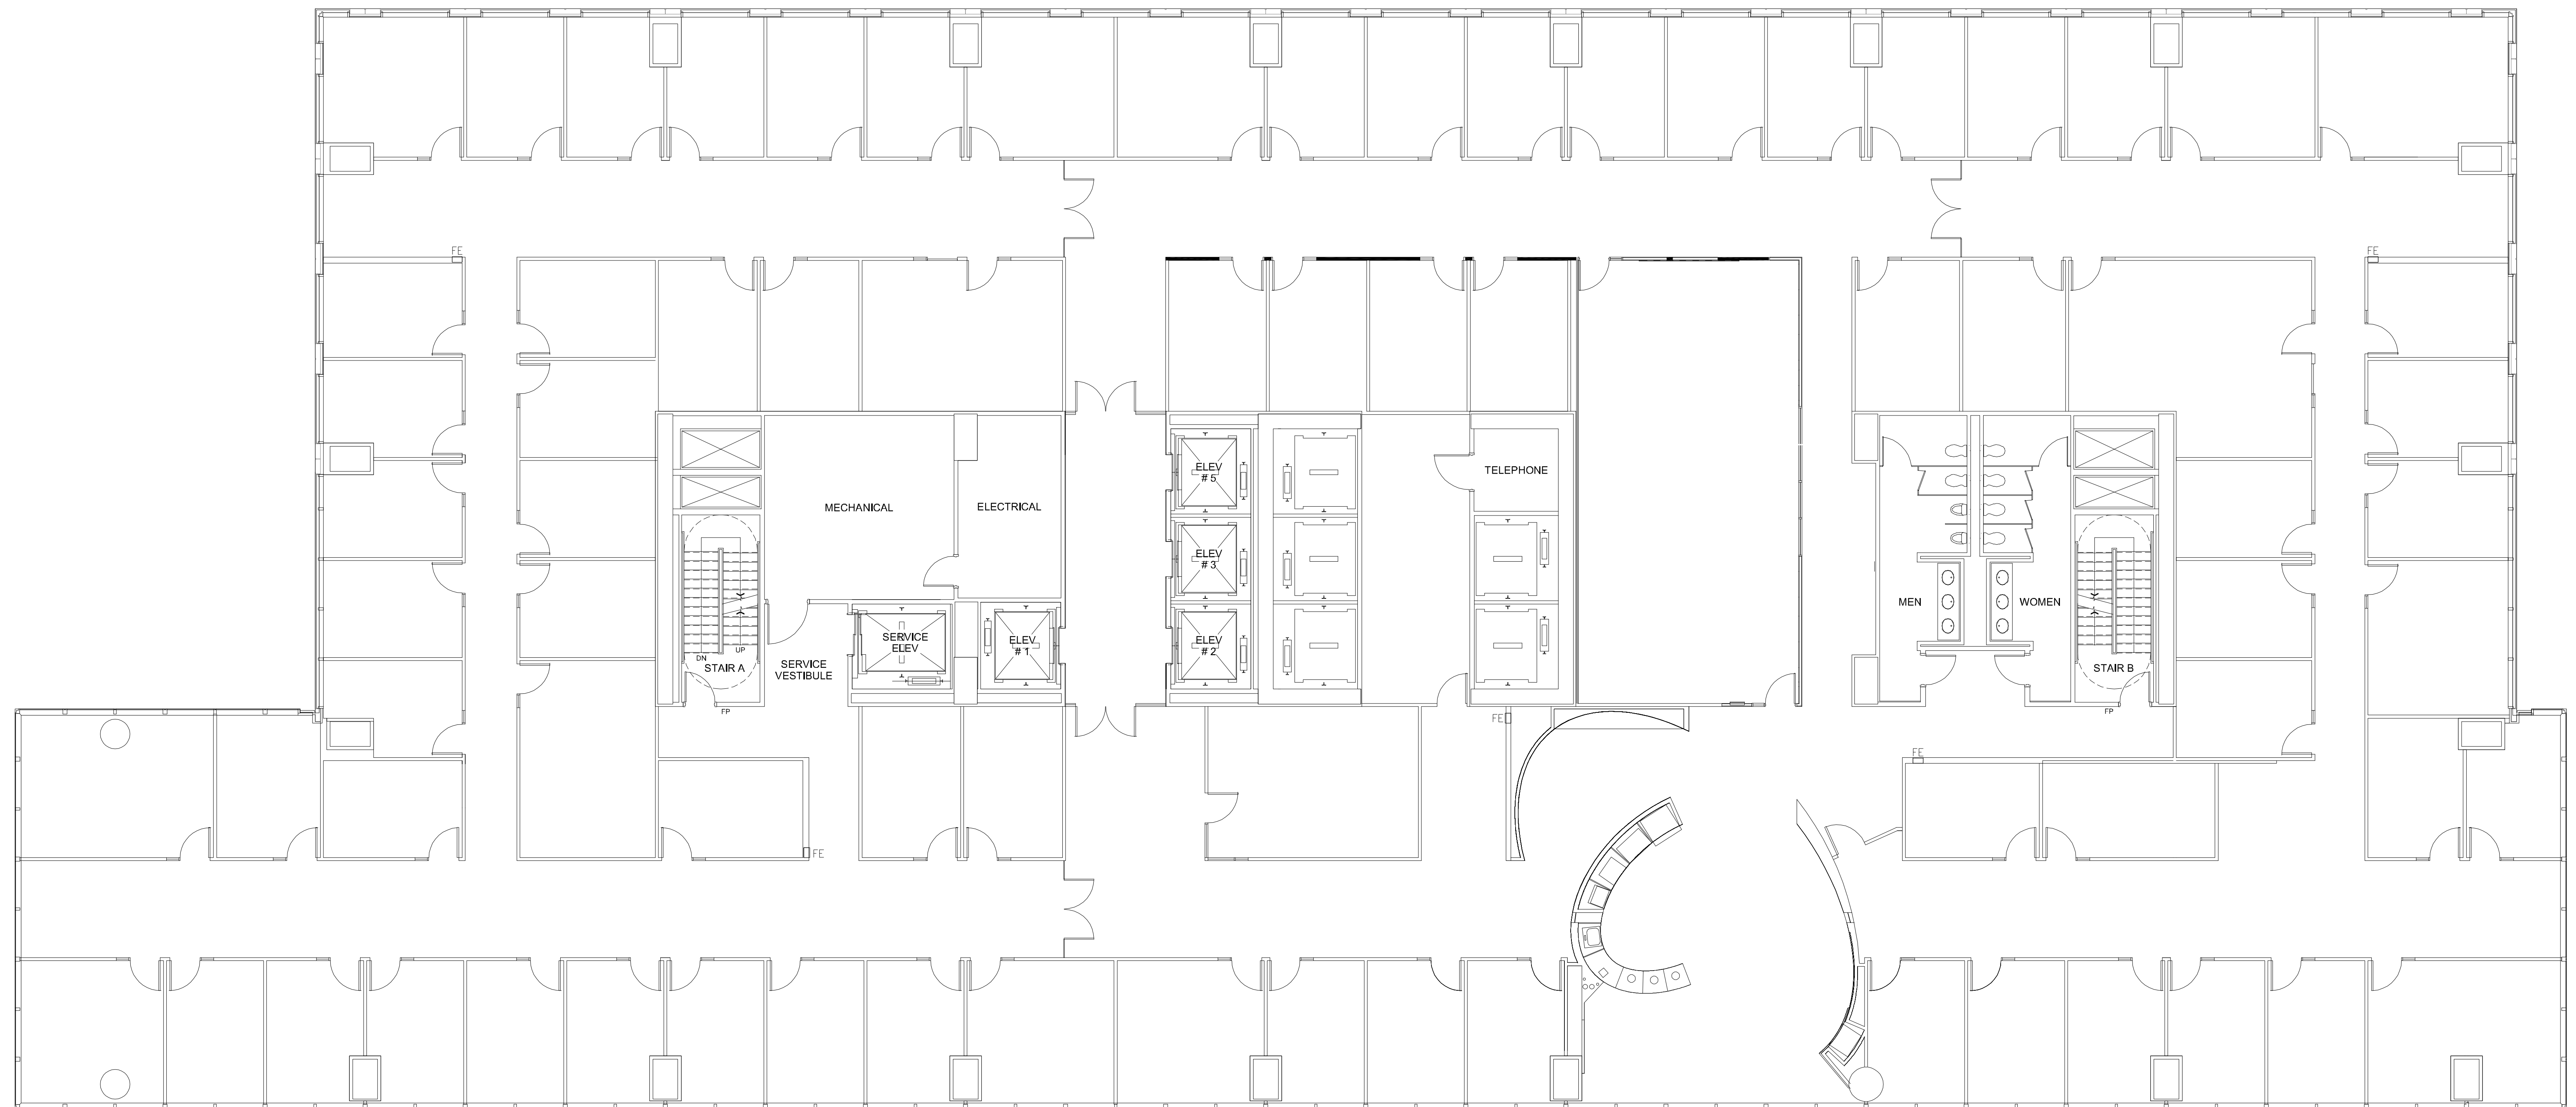 FE
FE
ELEV
# 5
TELEPHONE
MECHANICAL
ELECTRICAL
ELEV
# 3
MEN
WOMEN
SERVICE
ELEV
ELEV
# 1
ELEV
# 2
DN
UP
STAIR A
SERVICE
VESTIBULE
STAIR B
FP
FP
FE
FE
FE